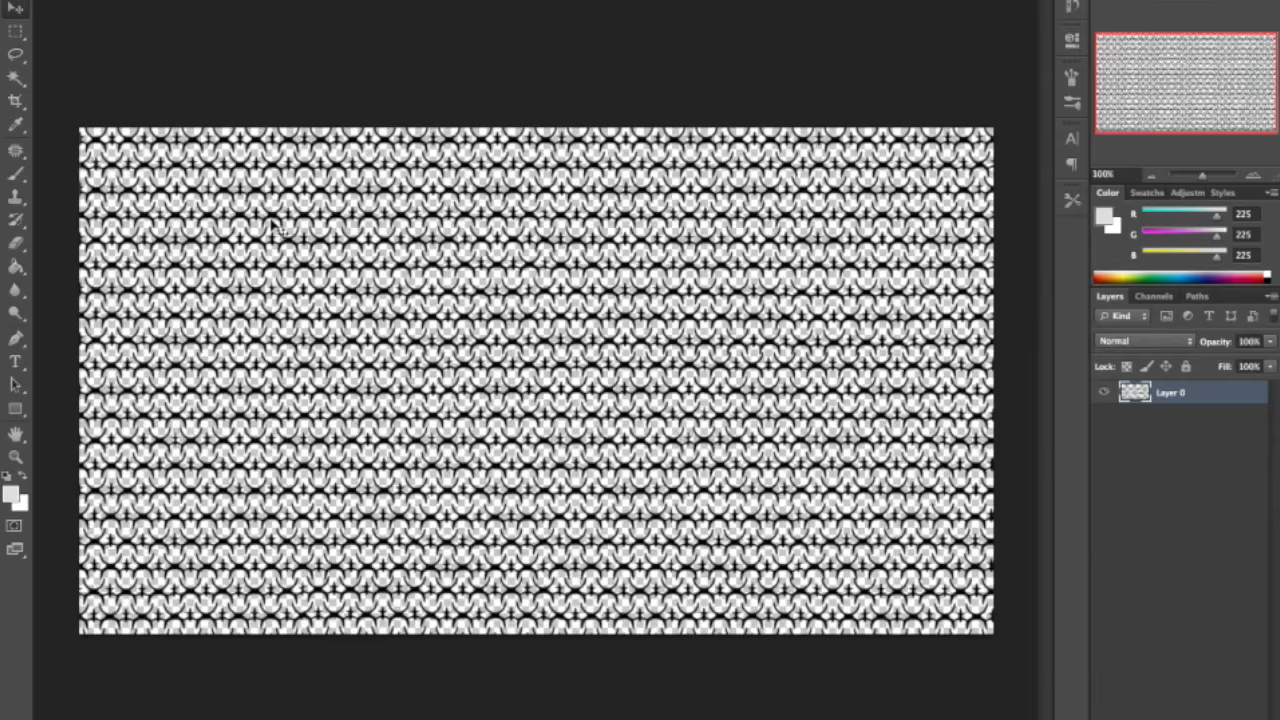 100%
Color Swatchs Adjustm Styles
R 225
G 225
B 225
Layers Channels Paths
Kind
Normal Opacity: 100%
Lock: Fill: 100%
Layer 0